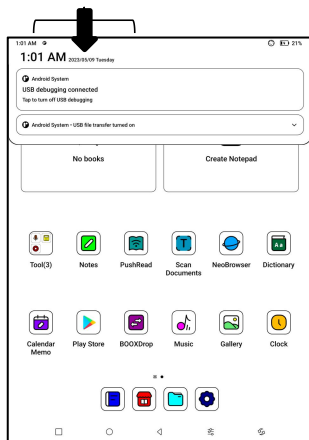 1:01 AM
21%
1:01 AM 2023/05/09 Tuesday
Android System
USB debugging connected
Tap to turn off USB debugging
Android System • USB file transfer turned on
No books
Create Notepad
Tool(3)
Notes
PushRead
Scan
Documents
NeoBrowser
Dictionary
Calendar
Memo
Play Store
BOOXDrop
Music
Gallery
Clock